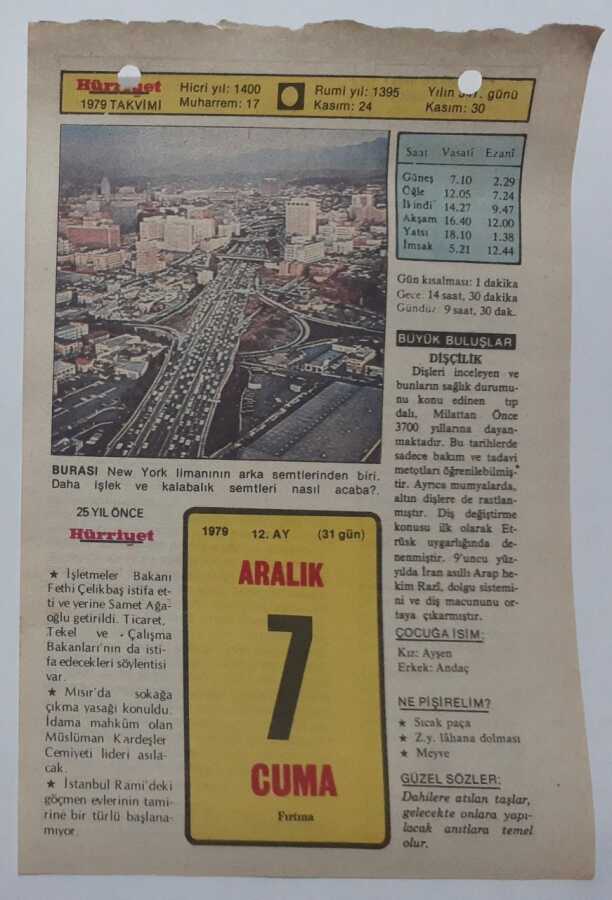 Hürriyet
1979 TAKVİMİ
Hicri yıl: 1400
Muharrem: 17
Rumi yıl: 1395
Kasım: 24
Yılın 341. günü
Kasım: 30
Saat Vasatî Ezanî
Güneş 7.10 2.29
Öğle 12.05 7.24
İkindi 14.27 9.47
Akşam 16.40 12.00
Yatsı 18.10 1.38
İmsak 5.21 12.44
Gün kısalması: 1 dakika
Gece: 14 saat, 30 dakika
Gündüz: 9 saat, 30 dak.
BURASI New York limanının arka semtlerinden biri.
Daha işlek ve kalabalık semtleri nasıl acaba?.
BÜYÜK BULUŞLAR
DİŞÇİLİK
Dişleri inceleyen ve
bunların sağlık durumu-
nu konu edinen tıp
dalı, Milattan Önce
3700 yıllarına dayan-
maktadır. Bu tarihlerde
sadece bakım ve tadavi
metotları öğrenilebilmiş-
tir. Ayrıca mumyalarda,
altın dişlere de rastlan-
mıştır. Diş değiştirme
konusu ilk olarak Et-
rüsk uygarlığında de-
nenmiştir. 9'uncu yüz-
yılda İran asıllı Arap he-
kim Razî, dolgu sistemi-
ni ve diş macununu or-
taya çıkarmıştır.
ÇOCUĞA İSİM:
Kız: Ayşen
Erkek: Andaç
NE PİŞİRELİM?
★ Sıcak paça
★ Z.y. lâhana dolması
★ Meyve
GÜZEL SÖZLER:
Dahilere atılan taşlar,
gelecekte onlara yapı-
lacak anıtlara temel
olur.
25 YIL ÖNCE
Hürriyet
★ İşletmeler Bakanı
Fethi Çelikbaş istifa et-
ti ve yerine Samet Ağa-
oğlu getirildi. Ticaret,
Tekel ve Çalışma
Bakanları'nın da isti-
fa edecekleri söylentisi
var.
★ Mısır'da sokağa
çıkma yasağı konuldu.
İdama mahkûm olan
Müslüman Kardeşler
Cemiyeti lideri asıla-
cak.
★ İstanbul Rami'deki
göçmen evlerinin tami-
rine bir türlü başlana-
mıyor.
1979 12. AY (31 gün)
ARALIK
7
CUMA
Fırtına